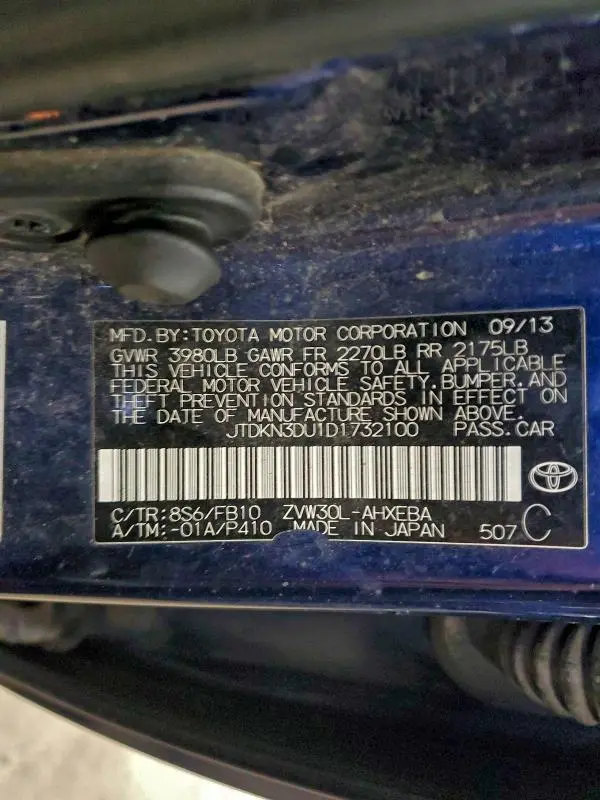 MFD. BY:TOYOTA MOTOR CORPORATION 09/13
GVWR 3980LB GAWR FR 2270LB RR 2175LB
THIS VEHICLE CONFORMS TO ALL APPLICABLE
FEDERAL MOTOR VEHICLE SAFETY.BUMPER.AND
THEFT PREVENTION STANDARDS IN EFFECT ON
THE DATE OF MANUFACTURE SHOWN ABOVE.
JTDKN3DU1D1732100 PASS.CAR
C/TR:8S6/FB10 ZVW30L-AHXEBA
A/TM:-01A/P410 MADE IN JAPAN 507 C